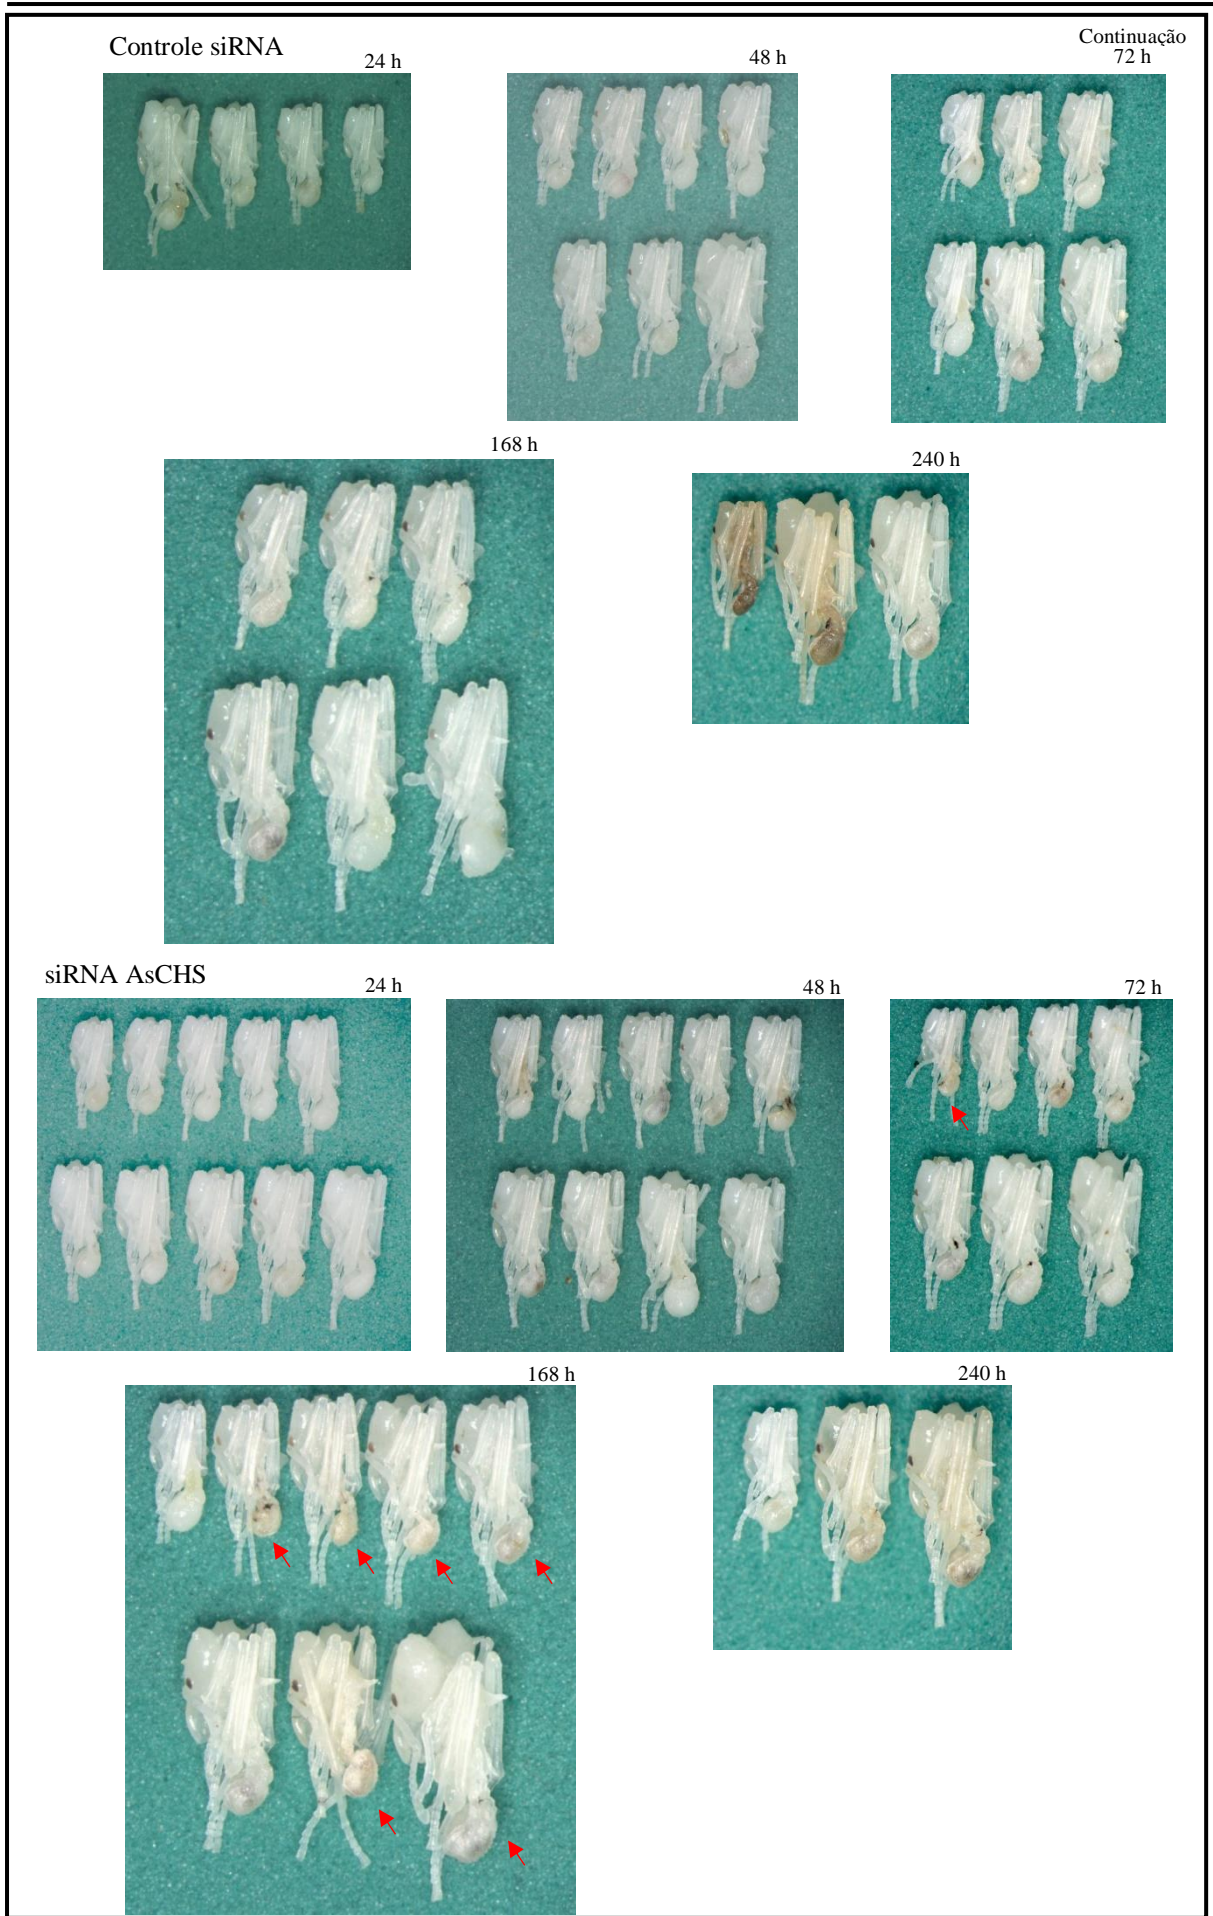 Continuação
Controle siRNA
24 h
48 h
72 h
168 h
240 h
siRNA AsCHS
24 h
48 h
72 h
168 h
240 h